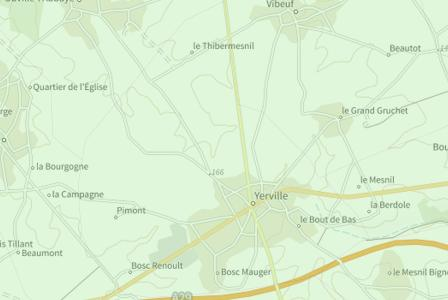 Vibeuf
le Thibermesnil
Beautot
Quartier de l'Église
le Grand Gruchet
la Bourgogne
166
le Mesnil
la Campagne
Yerville
la Berdole
Pimont
le Bout de Bas
Beaumont
Bosc Renoult
Bosc Mauger
A29